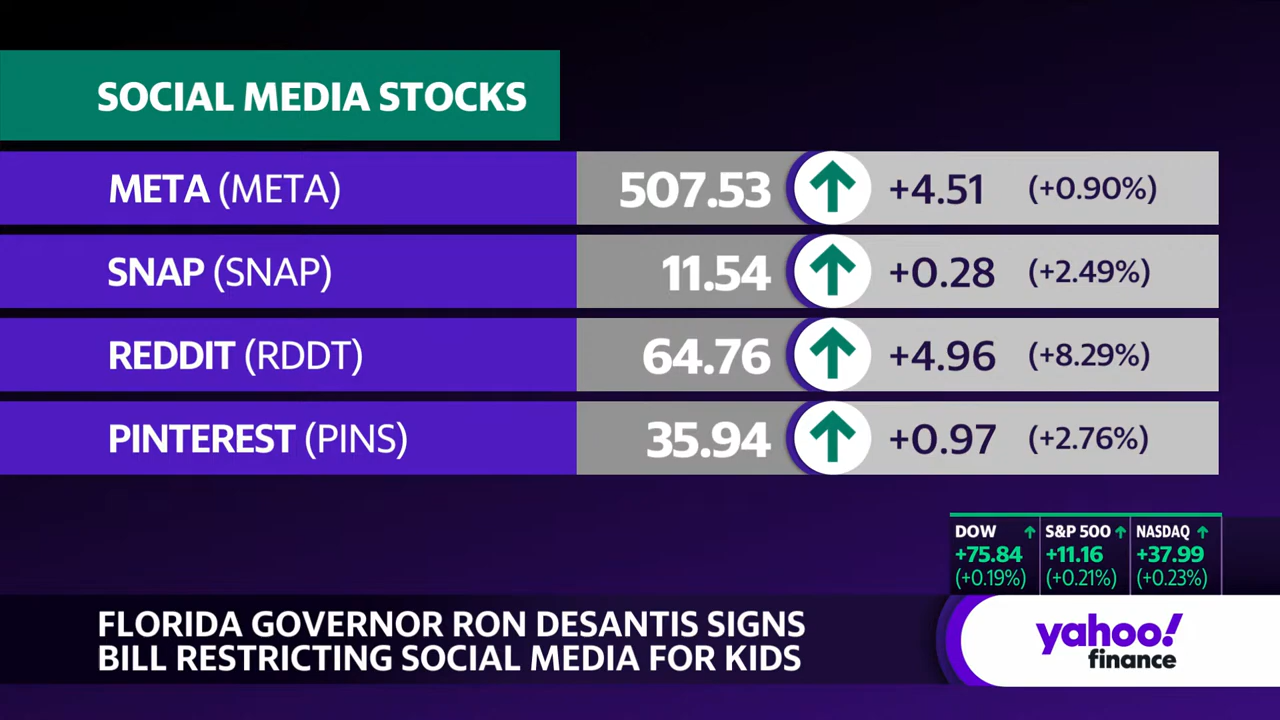 SOCIAL MEDIA STOCKS
META (META) 507.53 +4.51 (+0.90%)
SNAP (SNAP) 11.54 +0.28 (+2.49%)
REDDIT (RDDT) 64.76 +4.96 (+8.29%)
PINTEREST (PINS) 35.94 +0.97 (+2.76%)
DOW S&P 500 NASDAQ
+75.84 +11.16 +37.99
(+0.19%) (+0.21%) (+0.23%)
FLORIDA GOVERNOR RON DESANTIS SIGNS
BILL RESTRICTING SOCIAL MEDIA FOR KIDS
yahoo!
finance